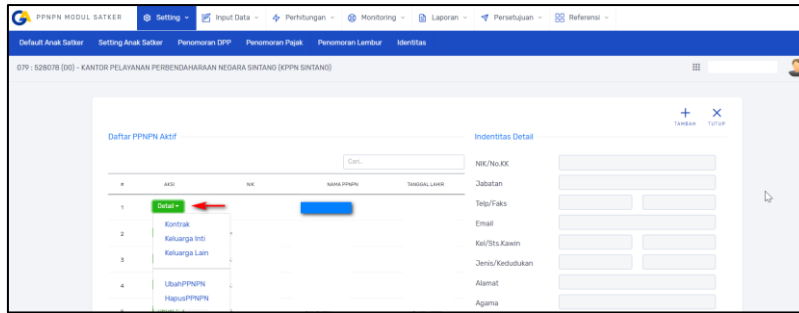 PPNPN MODUL SATKER Setting Input Data Perhitungan Monitoring Laporan Persetujuan Referensi
Default Anak Satker Setting Anak Satker Penomoran DPP Penomoran Pajak Penomoran Lembur Identitas
079 : 528078 (00) - KANTOR PELAYANAN PERBENDAHARAAN NEGARA SINTANG (KPPN SINTANG)
TAMBAH TUTUP
Daftar PPNPN Aktif Indentitas Detail
Cari..
# AKSI NIK NAMA PPNPN TANGGAL LAHIR
1 Detail
2
3
4
Kontrak
Keluarga Inti
Keluarga Lain
UbahPPNPN
HapusPPNPN
NIK/No.KK
Jabatan
Telp/Faks
Email
Kel/Sts.Kawin
Jenis/Kedudukan
Alamat
Agama